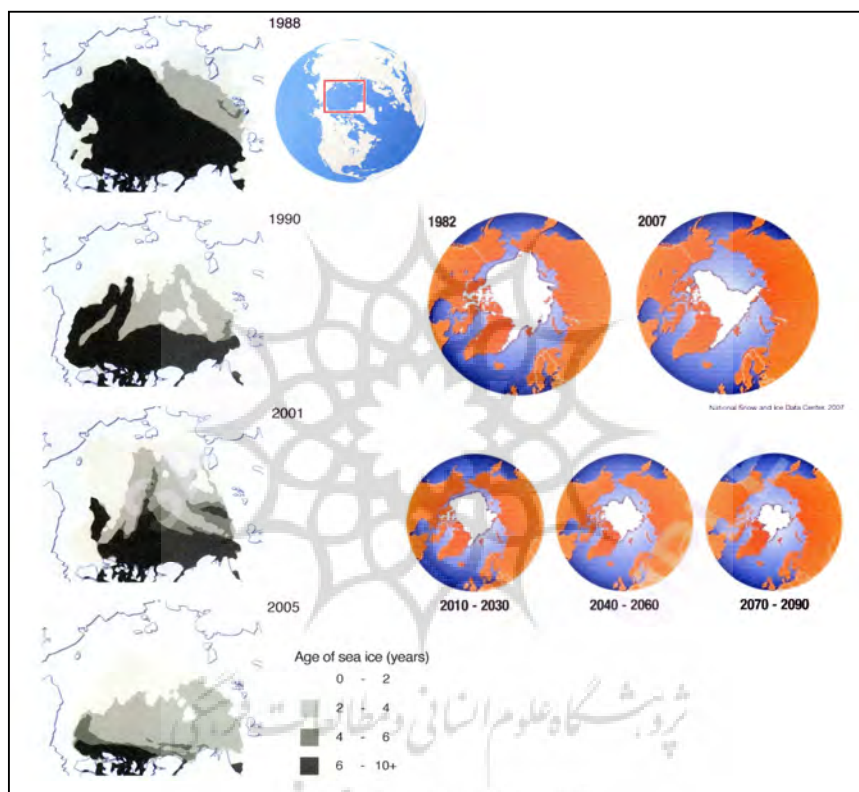 1988
1990
1982
2007
National Snow and Ice Data Center, 2007
2001
2010 - 2030
2040 - 2060
2070 - 2090
2005
Age of sea ice (years)
0 - 2
2 - 4
4 - 6
6 - 10+
پژوهشگاه علوم انسانی و مطالعات فرهنگی